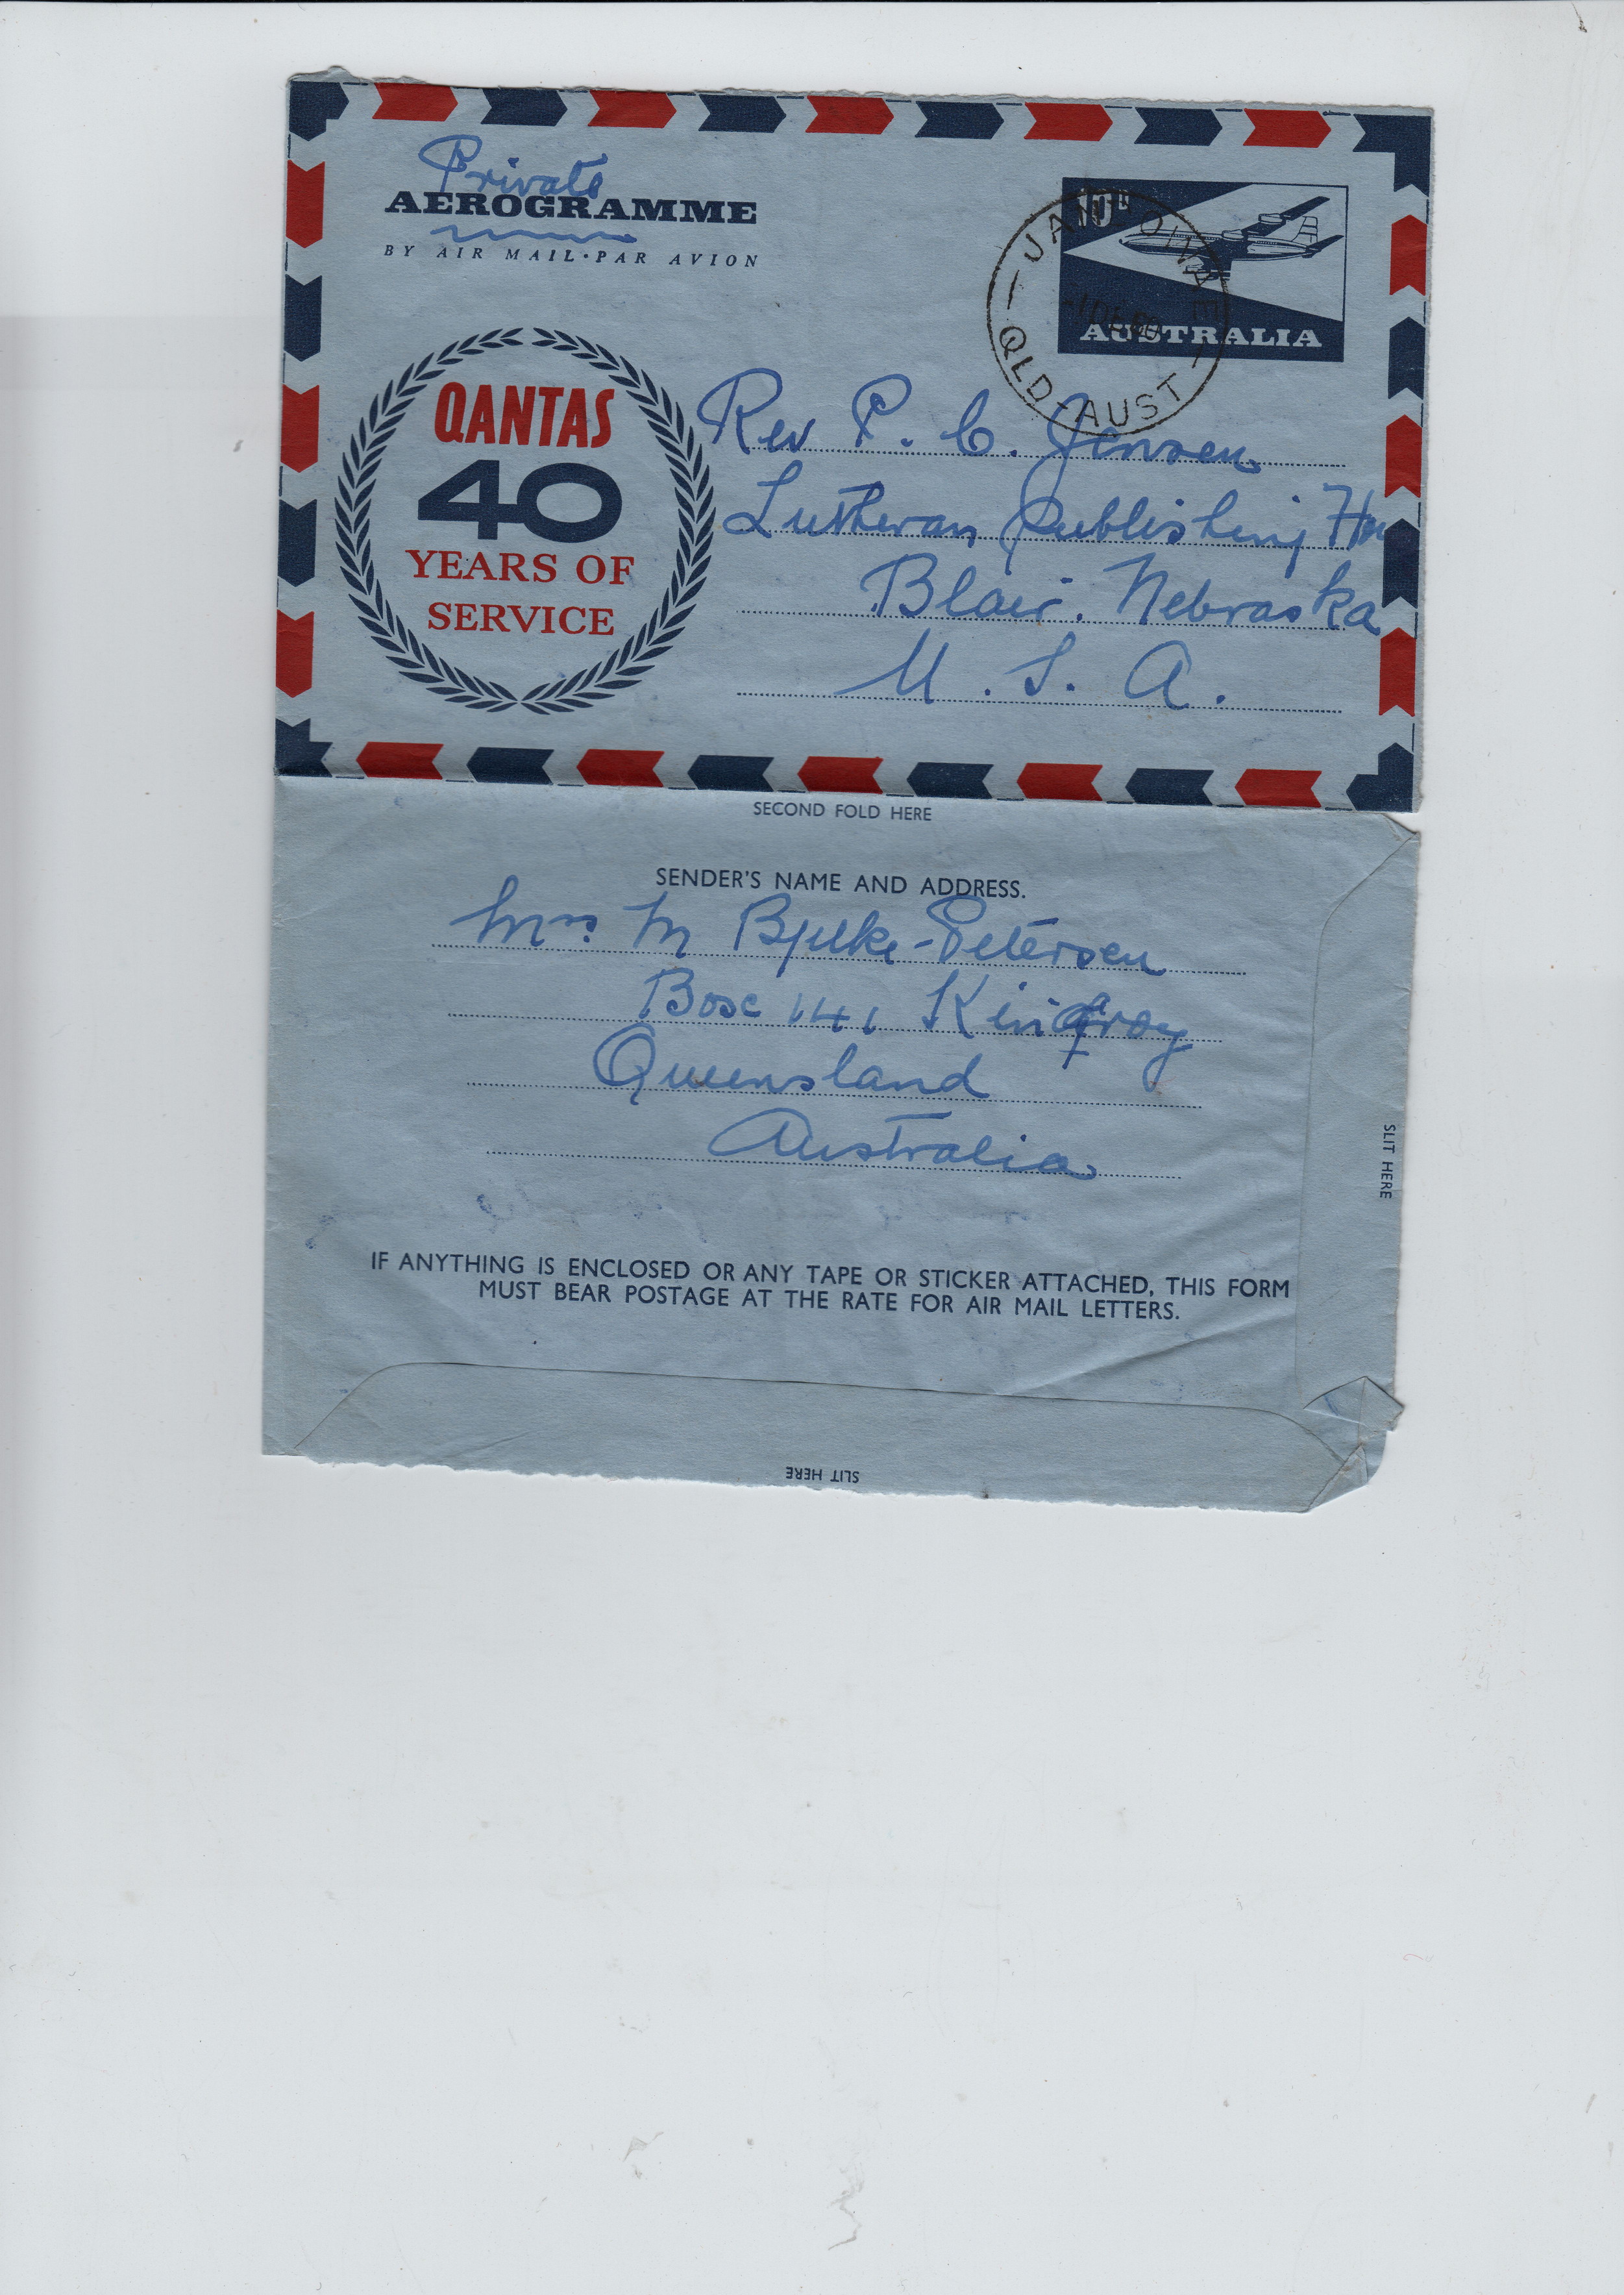 Private
AEROGRAMME
BY AIR MAIL·PAR AVION
10D
AUSTRALIA
QLD-AUST
QANTAS
40
YEARS OF
SERVICE
Rev P. C. Jensen
Lutheran Publishing
Blair. Nebraska
U. S. A.
SECOND FOLD HERE
SENDER'S NAME AND ADDRESS.
Mrs M Bjelke-Petersen
Box 141 Kingaroy
Queensland
Australia
SLIT HERE
IF ANYTHING IS ENCLOSED OR ANY TAPE OR STICKER ATTACHED, THIS FORM
MUST BEAR POSTAGE AT THE RATE FOR AIR MAIL LETTERS.
SLIT HERE